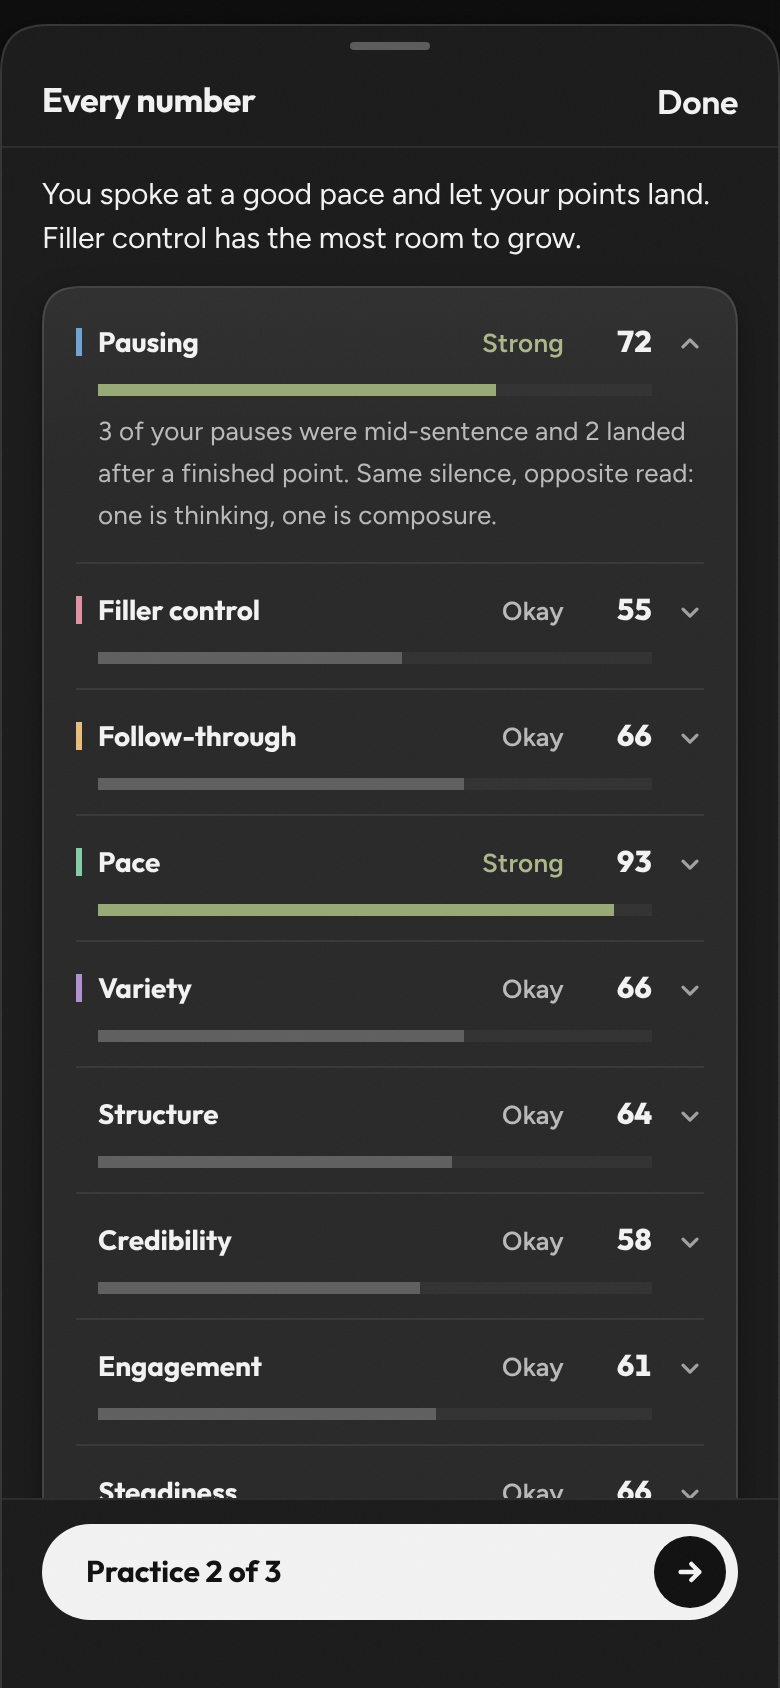 Every number
Done
You spoke at a good pace and let your points land.
Filler control has the most room to grow.
Pausing Strong 72
3 of your pauses were mid-sentence and 2 landed
after a finished point. Same silence, opposite read:
one is thinking, one is composure.
Filler control Okay 55
Follow-through Okay 66
Pace Strong 93
Variety Okay 66
Structure Okay 64
Credibility Okay 58
Engagement Okay 61
Steadiness Okay 66
Practice 2 of 3